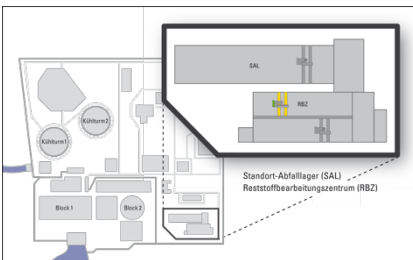 SAL
RBZ
Kühlturm2
Kühlturm1
Standort-Abfalllager (SAL)
Reststoffbearbeitungszentrum (RBZ)
Block 1
Block 2